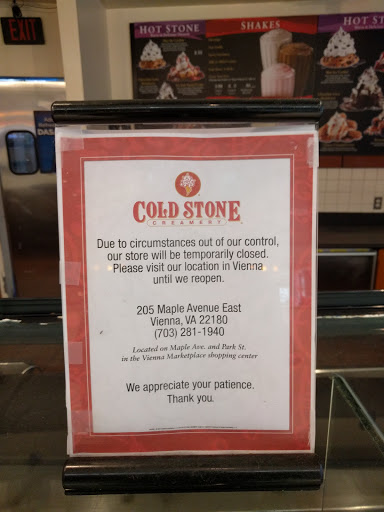 EXIT
HOT STONE
SHAKES
HOT S
DAS
COLD STONE
CREAMERY
Due to circumstances out of our control,
our store will be temporarily closed.
Please visit our location in Vienna
until we reopen.
205 Maple Avenue East
Vienna, VA 22180
(703) 281-1940
Located on Maple Ave. and Park St.
in the Vienna Marketplace shopping center
We appreciate your patience.
Thank you.